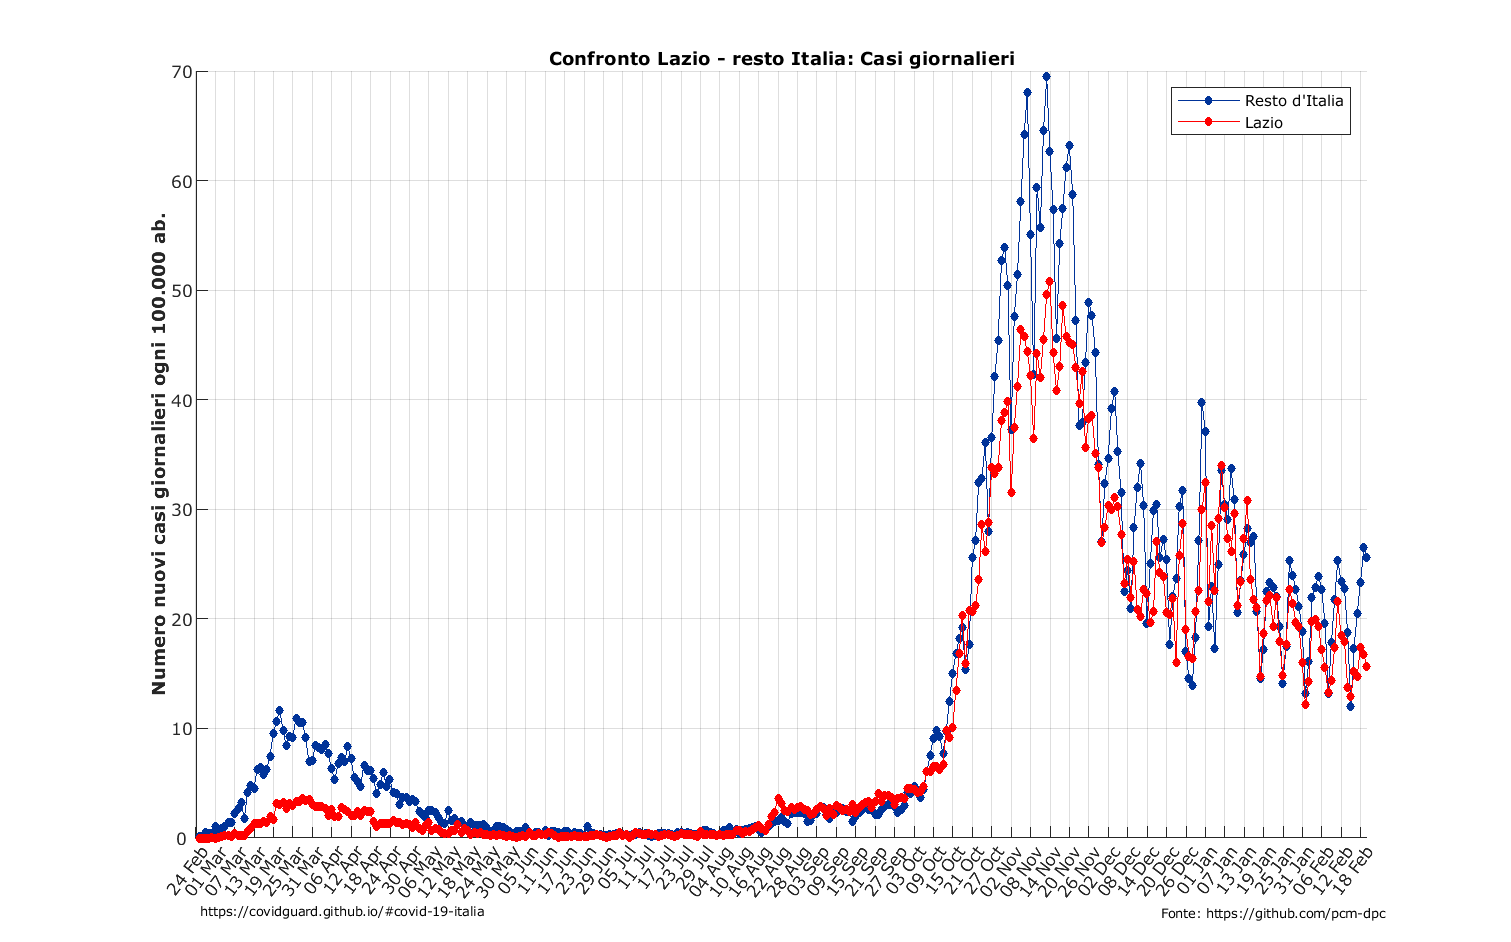 Confronto Lazio - resto Italia: Casi giornalieri
Resto d'Italia
Lazio
Numero nuovi casi giornalieri ogni 100.000 ab.
70
60
50
40
30
20
10
0
24 Feb
01 Mar
07 Mar
13 Mar
19 Mar
25 Mar
31 Mar
06 Apr
12 Apr
18 Apr
24 Apr
30 Apr
06 May
12 May
18 May
24 May
30 May
05 Jun
11 Jun
17 Jun
23 Jun
29 Jun
05 Jul
11 Jul
17 Jul
23 Jul
29 Jul
04 Aug
10 Aug
16 Aug
22 Aug
28 Aug
03 Sep
09 Sep
15 Sep
21 Sep
27 Sep
03 Oct
09 Oct
15 Oct
21 Oct
27 Oct
02 Nov
08 Nov
14 Nov
20 Nov
26 Nov
02 Dec
08 Dec
14 Dec
20 Dec
26 Dec
01 Jan
07 Jan
13 Jan
19 Jan
25 Jan
31 Jan
06 Feb
12 Feb
18 Feb
https://covidguard.github.io/#covid-19-italia
Fonte: https://github.com/pcm-dpc